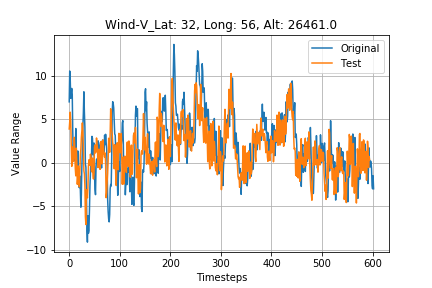 Wind-V_Lat: 32, Long: 56, Alt: 26461.0
Original
Test
Value Range
10
5
0
−5
−10
0 100 200 300 400 500 600
Timesteps